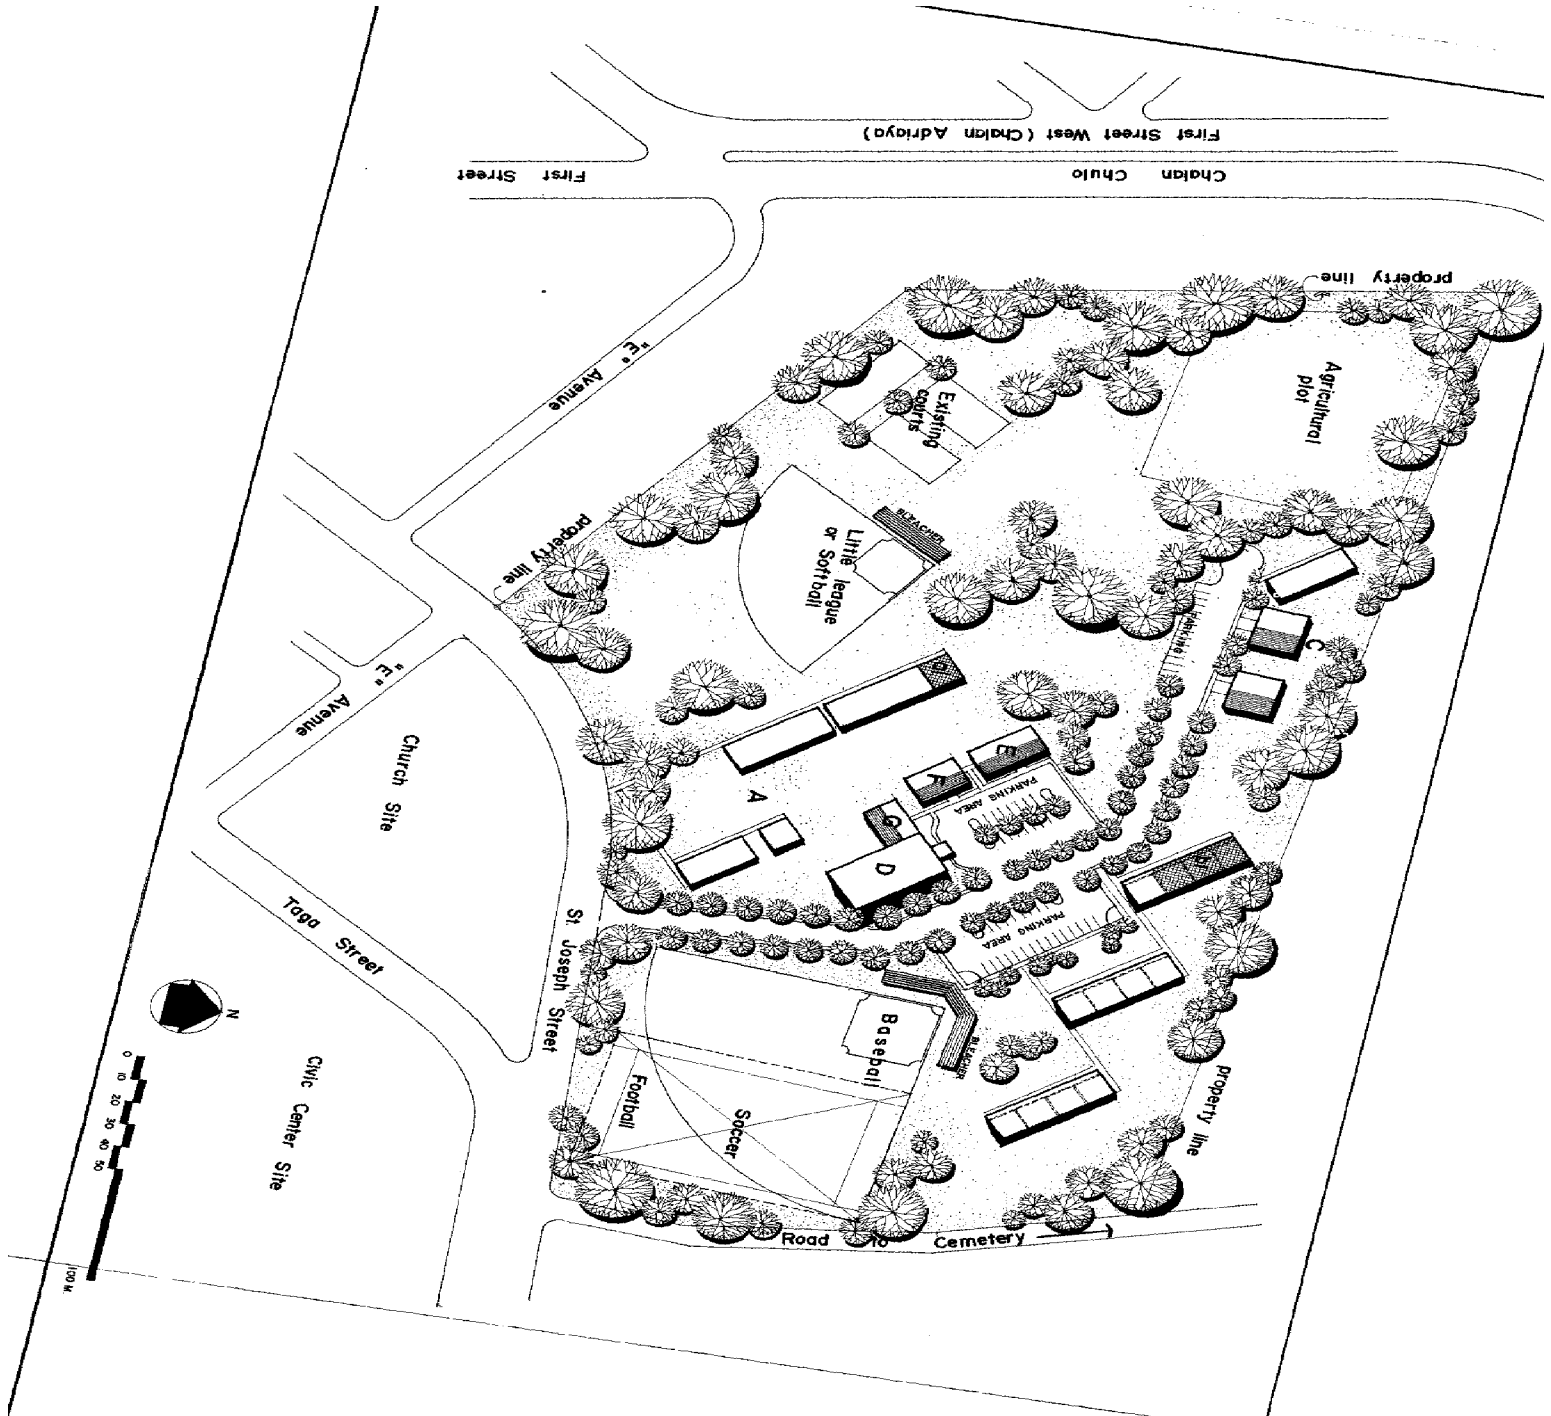 First Street West (Chalan Adriaya)
First Street
Chalan Chulo
property line
"E"
Avenue
Existing
courts
Agricultural
plot
property line
BLEACHER
Little league
or Softball
PARKING
C
"E"
Avenue
Church Site
A
B
E
F
PARKING AREA
G
D
B
PARKING AREA
Taga Street
St. Joseph Street
N
Baseball
BLEACHER
Civic Center Site
Football
Soccer
property line
0
10
20
30
40
50
100 M.
Road to Cemetery